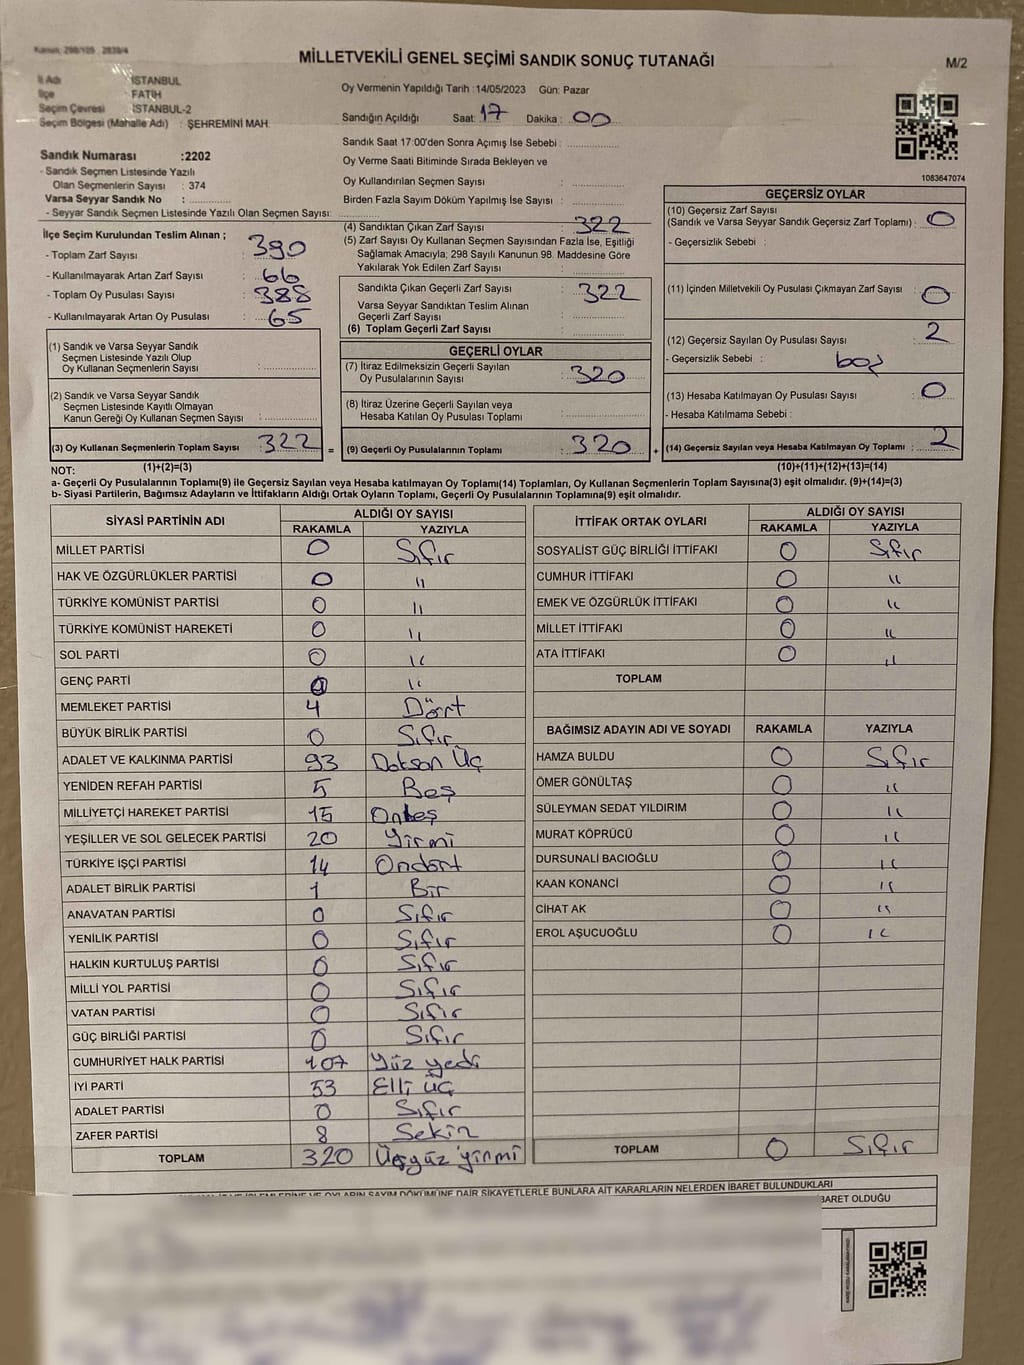 Kanun: 298/105 2839/4
MİLLETVEKİLİ GENEL SEÇİMİ SANDIK SONUÇ TUTANAĞI
M/2
İl Adı : İSTANBUL
İlçe : FATİH
Seçim Çevresi : İSTANBUL-2
Seçim Bölgesi (Mahalle Adı) : ŞEHREMİNİ MAH.
Sandık Numarası :2202
- Sandık Seçmen Listesinde Yazılı
Olan Seçmenlerin Sayısı : 374
Varsa Seyyar Sandık No :
- Seyyar Sandık Seçmen Listesinde Yazılı Olan Seçmen Sayısı:
Oy Vermenin Yapıldığı Tarih : 14/05/2023 Gün: Pazar
Sandığın Açıldığı Saat: 17 Dakika : 00
Sandık Saat 17:00'den Sonra Açımış İse Sebebi :
Oy Verme Saati Bitiminde Sırada Bekleyen ve
Oy Kullandırılan Seçmen Sayısı :
Birden Fazla Sayım Döküm Yapılmış İse Sayısı :
1083647074
İlçe Seçim Kurulundan Teslim Alınan ;
- Toplam Zarf Sayısı : 390
- Kullanılmayarak Artan Zarf Sayısı : 66
- Toplam Oy Pusulası Sayısı : 388
- Kullanılmayarak Artan Oy Pusulası : 65
(4) Sandıktan Çıkan Zarf Sayısı : 322
(5) Zarf Sayısı Oy Kullanan Seçmen Sayısından Fazla İse, Eşitliği
Sağlamak Amacıyla; 298 Sayılı Kanunun 98. Maddesine Göre
Yakılarak Yok Edilen Zarf Sayısı :
Sandıkta Çıkan Geçerli Zarf Sayısı : 322
Varsa Seyyar Sandıktan Teslim Alınan
Geçerli Zarf Sayısı :
(6) Toplam Geçerli Zarf Sayısı :
GEÇERSİZ OYLAR
(10) Geçersiz Zarf Sayısı
(Sandık ve Varsa Seyyar Sandık Geçersiz Zarf Toplamı) : 0
- Geçersizlik Sebebi :
(11) İçinden Milletvekili Oy Pusulası Çıkmayan Zarf Sayısı : 0
(12) Geçersiz Sayılan Oy Pusulası Sayısı : 2
- Geçersizlik Sebebi : boş
(13) Hesaba Katılmayan Oy Pusulası Sayısı : 0
- Hesaba Katılmama Sebebi :
(14) Geçersiz Sayılan veya Hesaba Katılmayan Oy Toplamı : 2
(1) Sandık ve Varsa Seyyar Sandık
Seçmen Listesinde Yazılı Olup
Oy Kullanan Seçmenlerin Sayısı :
(2) Sandık ve Varsa Seyyar Sandık
Seçmen Listesinde Kayıtlı Olmayan
Kanun Gereği Oy Kullanan Seçmen Sayısı :
(3) Oy Kullanan Seçmenlerin Toplam Sayısı : 322 =
GEÇERLİ OYLAR
(7) İtiraz Edilmeksizin Geçerli Sayılan
Oy Pusulalarının Sayısı : 320
(8) İtiraz Üzerine Geçerli Sayılan veya
Hesaba Katılan Oy Pusulası Toplamı :
(9) Geçerli Oy Pusulalarının Toplamı : 320 +
NOT: (1)+(2)=(3)
(10)+(11)+(12)+(13)=(14)
a- Geçerli Oy Pusulalarının Toplamı(9) ile Geçersiz Sayılan veya Hesaba katılmayan Oy Toplamı(14) Toplamları, Oy Kullanan Seçmenlerin Toplam Sayısına(3) eşit olmalıdır. (9)+(14)=(3)
b- Siyasi Partilerin, Bağımsız Adayların ve İttifakların Aldığı Ortak Oyların Toplamı, Geçerli Oy Pusulalarının Toplamına(9) eşit olmalıdır.
SİYASİ PARTİNİN ADI ALDIĞI OY SAYISI
RAKAMLA YAZIYLA
MİLLET PARTİSİ 0 Sıfır
HAK VE ÖZGÜRLÜKLER PARTİSİ 0 "
TÜRKİYE KOMÜNİST PARTİSİ 0 "
TÜRKİYE KOMÜNİST HAREKETİ 0 "
SOL PARTİ 0 "
GENÇ PARTİ 0 "
MEMLEKET PARTİSİ 4 Dört
BÜYÜK BİRLİK PARTİSİ 0 Sıfır
ADALET VE KALKINMA PARTİSİ 93 Doksan Üç
YENİDEN REFAH PARTİSİ 5 Beş
MİLLİYETÇİ HAREKET PARTİSİ 15 Onbeş
YEŞİLLER VE SOL GELECEK PARTİSİ 20 Yirmi
TÜRKİYE İŞÇİ PARTİSİ 14 Ondört
ADALET BİRLİK PARTİSİ 1 Bir
ANAVATAN PARTİSİ 0 Sıfır
YENİLİK PARTİSİ 0 Sıfır
HALKIN KURTULUŞ PARTİSİ 0 Sıfır
MİLLİ YOL PARTİSİ 0 Sıfır
VATAN PARTİSİ 0 Sıfır
GÜÇ BİRLİĞİ PARTİSİ 0 Sıfır
CUMHURİYET HALK PARTİSİ 107 Yüz yedi
İYİ PARTİ 53 Elli üç
ADALET PARTİSİ 0 Sıfır
ZAFER PARTİSİ 8 Sekiz
TOPLAM 320 Üçyüz yirmi
İTTİFAK ORTAK OYLARI ALDIĞI OY SAYISI
RAKAMLA YAZIYLA
SOSYALİST GÜÇ BİRLİĞİ İTTİFAKI 0 Sıfır
CUMHUR İTTİFAKI 0 "
EMEK VE ÖZGÜRLÜK İTTİFAKI 0 "
MİLLET İTTİFAKI 0 "
ATA İTTİFAKI 0 "
TOPLAM
BAĞIMSIZ ADAYIN ADI VE SOYADI RAKAMLA YAZIYLA
HAMZA BULDU 0 Sıfır
ÖMER GÖNÜLTAŞ 0 "
SÜLEYMAN SEDAT YILDIRIM 0 "
MURAT KÖPRÜCÜ 0 "
DURSUNALİ BACIOĞLU 0 "
KAAN KONANCİ 0 "
CİHAT AK 0 "
EROL AŞUCUOĞLU 0 "
TOPLAM 0 Sıfır
OYLARIN SAYIM DÖKÜMÜNE DAİR ŞİKAYETLERLE BUNLARA AİT KARARLARIN NELERDEN İBARET BULUNDUKLARI
İBARET OLDUĞU